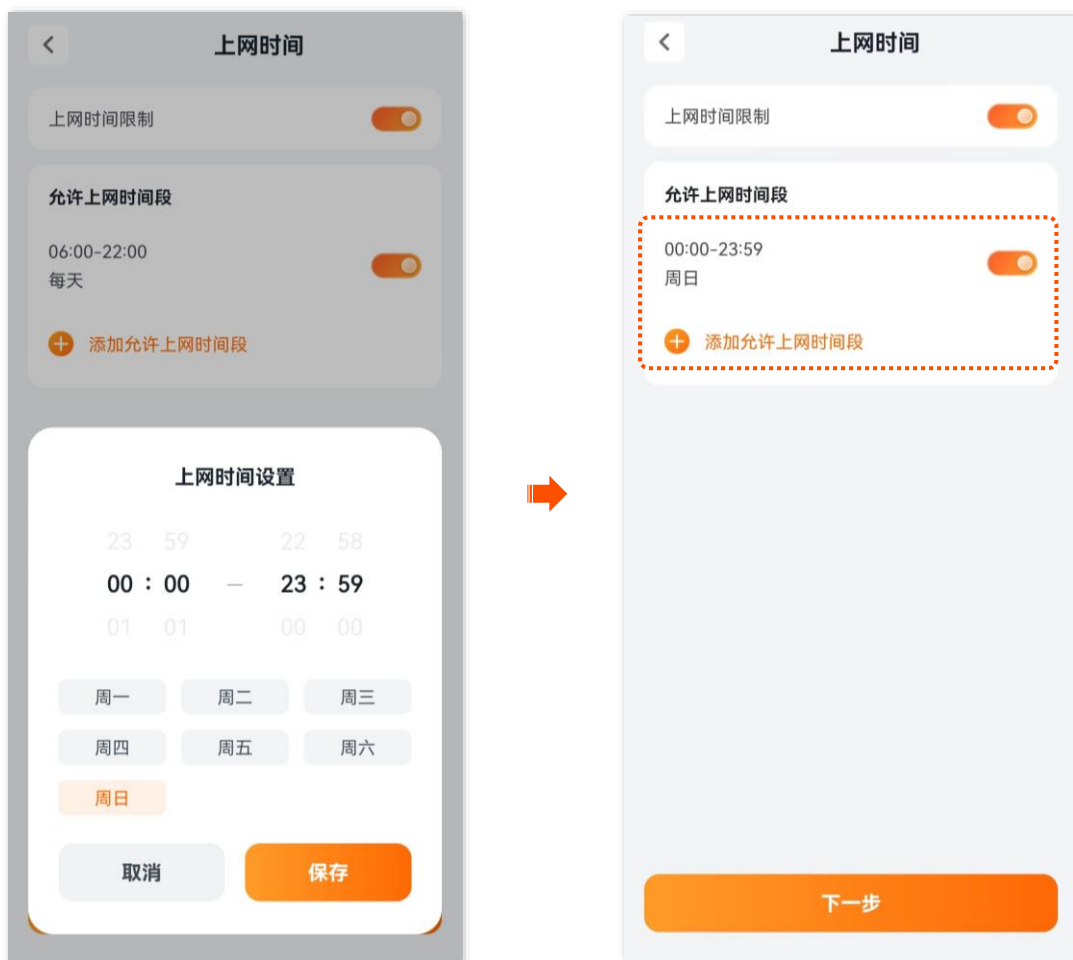 上网时间
上网时间限制
允许上网时间段
06:00-22:00
每天
添加允许上网时间段
上网时间设置
23 59 22 58
00 : 00 — 23 : 59
01 01 00 00
周一 周二 周三
周四 周五 周六
周日
取消 保存
上网时间
上网时间限制
允许上网时间段
00:00-23:59
周日
添加允许上网时间段
下一步